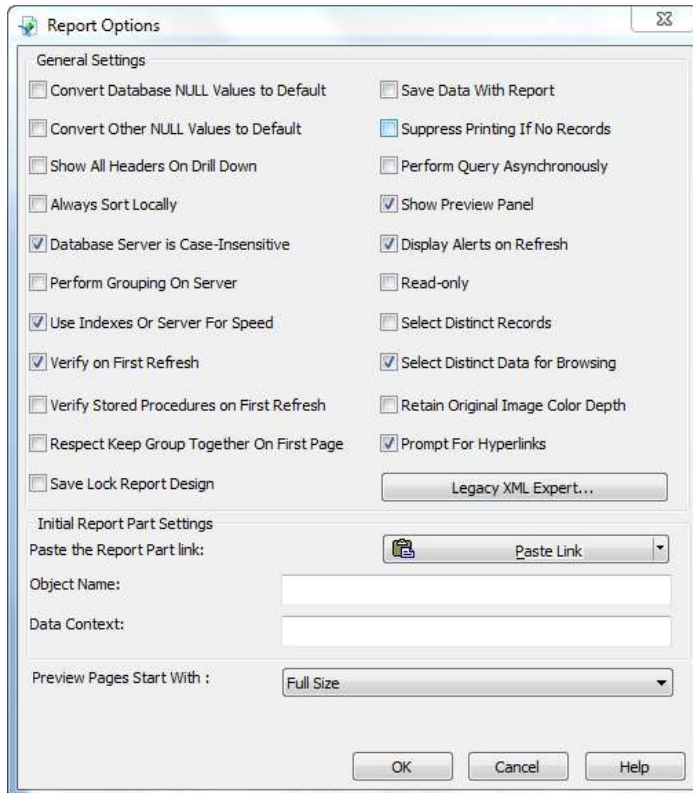 Report Options
General Settings
Convert Database NULL Values to Default
Save Data With Report
Convert Other NULL Values to Default
Suppress Printing If No Records
Show All Headers On Drill Down
Perform Query Asynchronously
Always Sort Locally
Show Preview Panel
Database Server is Case-Insensitive
Display Alerts on Refresh
Perform Grouping On Server
Read-only
Use Indexes Or Server For Speed
Select Distinct Records
Verify on First Refresh
Select Distinct Data for Browsing
Verify Stored Procedures on First Refresh
Retain Original Image Color Depth
Respect Keep Group Together On First Page
Prompt For Hyperlinks
Save Lock Report Design
Legacy XML Expert...
Initial Report Part Settings
Paste the Report Part link:
Paste Link
Object Name:
Data Context:
Preview Pages Start With :
Full Size
OK
Cancel
Help